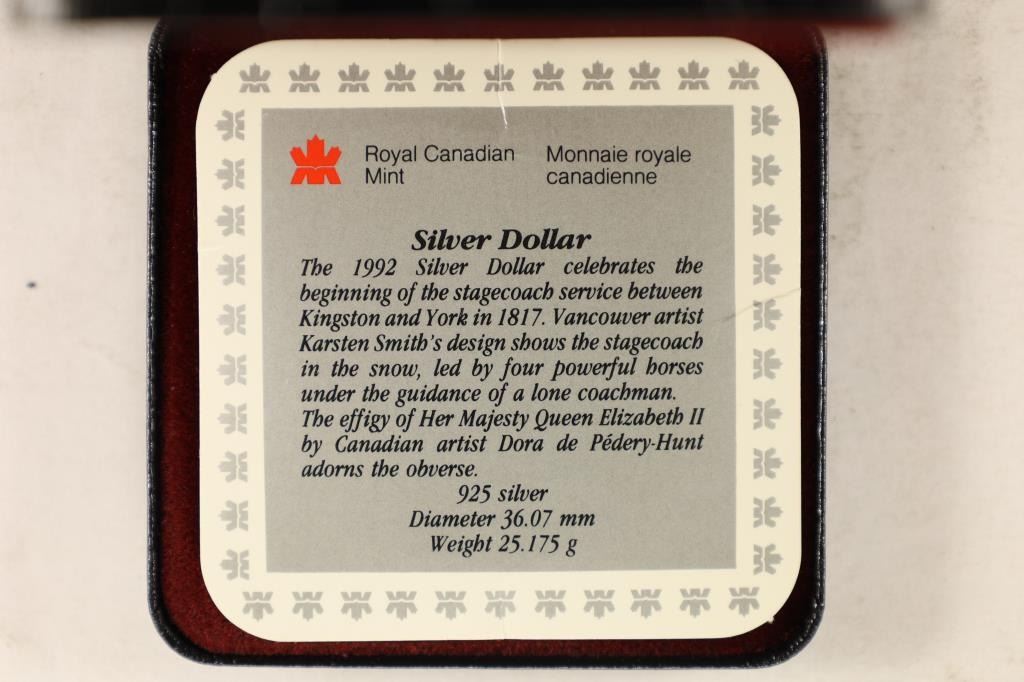 Royal Canadian Mint
Monnaie royale canadienne
Silver Dollar
The 1992 Silver Dollar celebrates the
beginning of the stagecoach service between
Kingston and York in 1817. Vancouver artist
Karsten Smith's design shows the stagecoach
in the snow, led by four powerful horses
under the guidance of a lone coachman.
The effigy of Her Majesty Queen Elizabeth II
by Canadian artist Dora de Pédery-Hunt
adorns the obverse.
925 silver
Diameter 36.07 mm
Weight 25.175 g